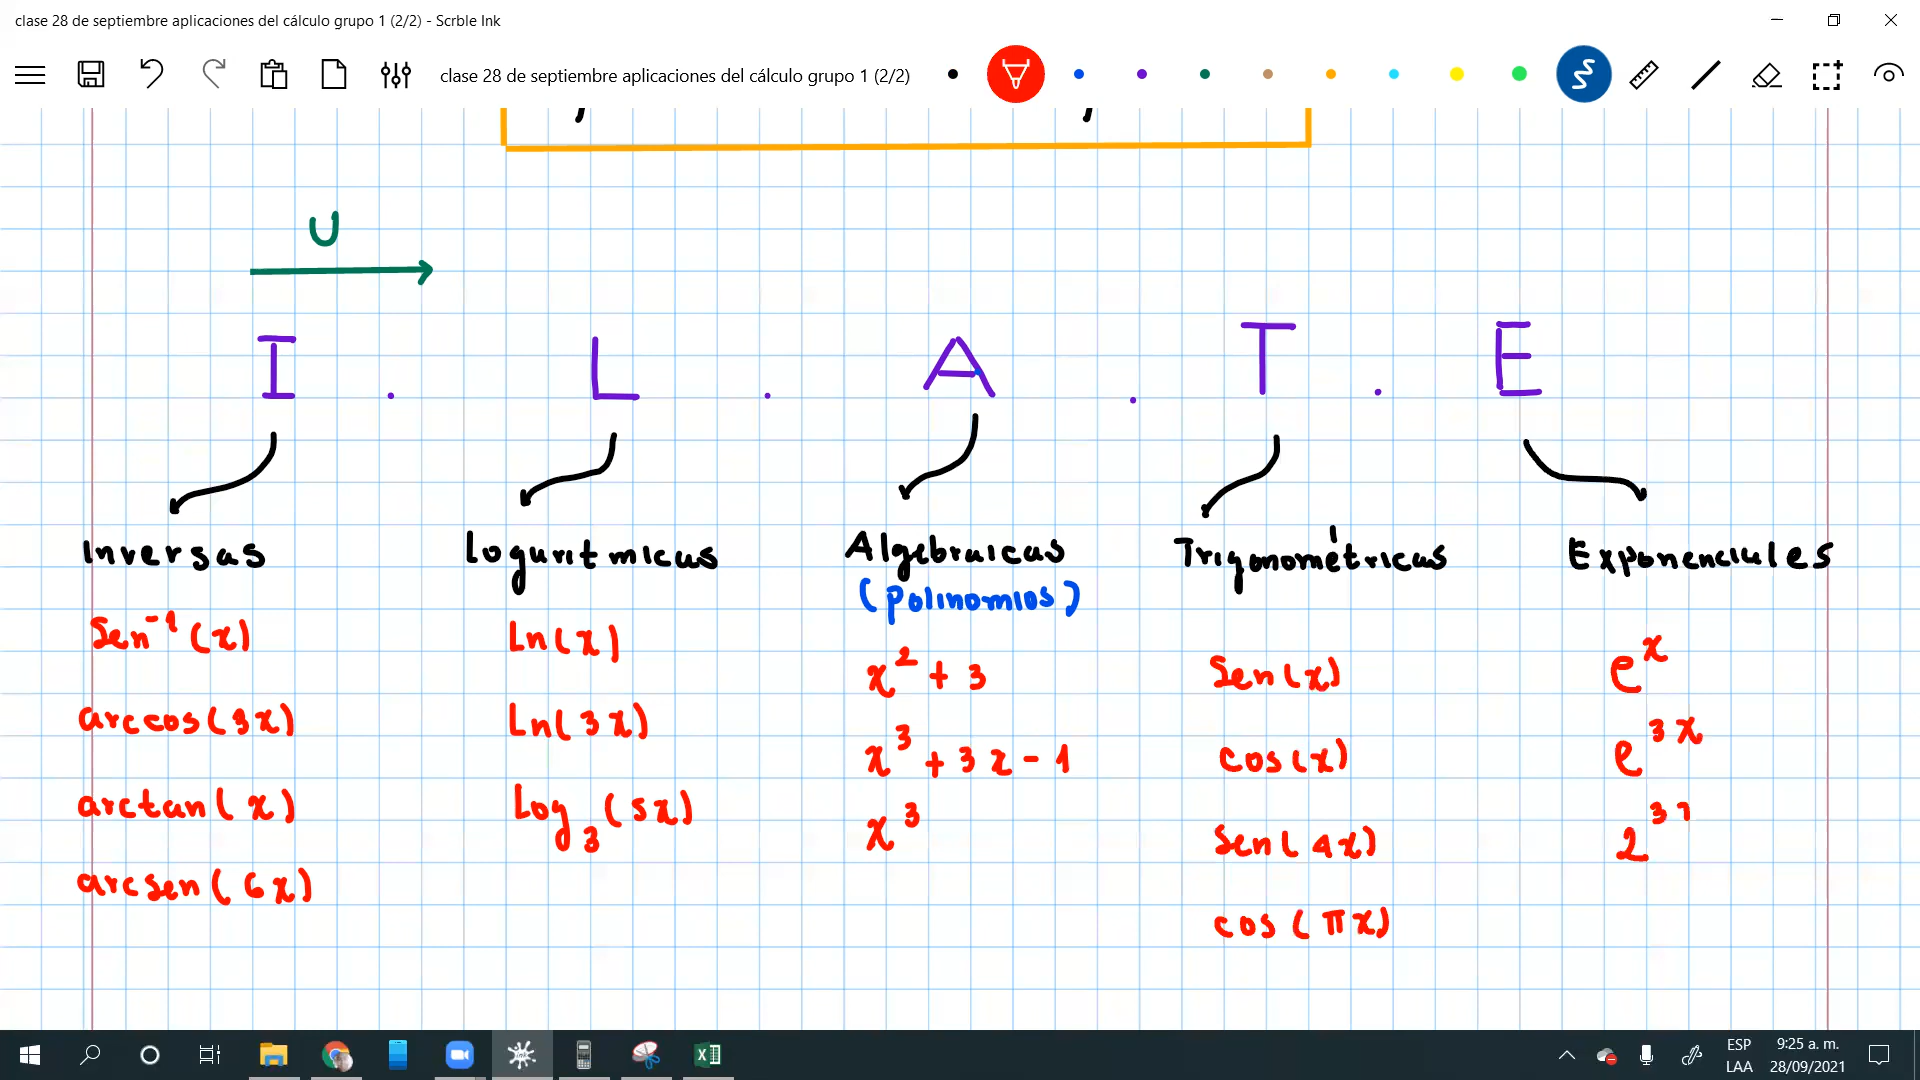 clase 28 de septiembre aplicaciones del cálculo grupo 1 (2/2) - Scrble Ink
clase 28 de septiembre aplicaciones del cálculo grupo 1 (2/2)
U
I . L . A . T . E
Inversas Logaritmicas Algebraicas Trigonométricas Exponenciales
(Polinomios)
Sen⁻¹(x) Ln(x) x² + 3 Sen(x) eˣ
arccos(3x) Ln(3x) x³ + 3x - 1 cos(x) e³ˣ
arctan(x) Log₃(5x) x³ Sen(4x) 2³
arcsen(6x) cos(πx)
ESP 9:25 a. m.
LAA 28/09/2021